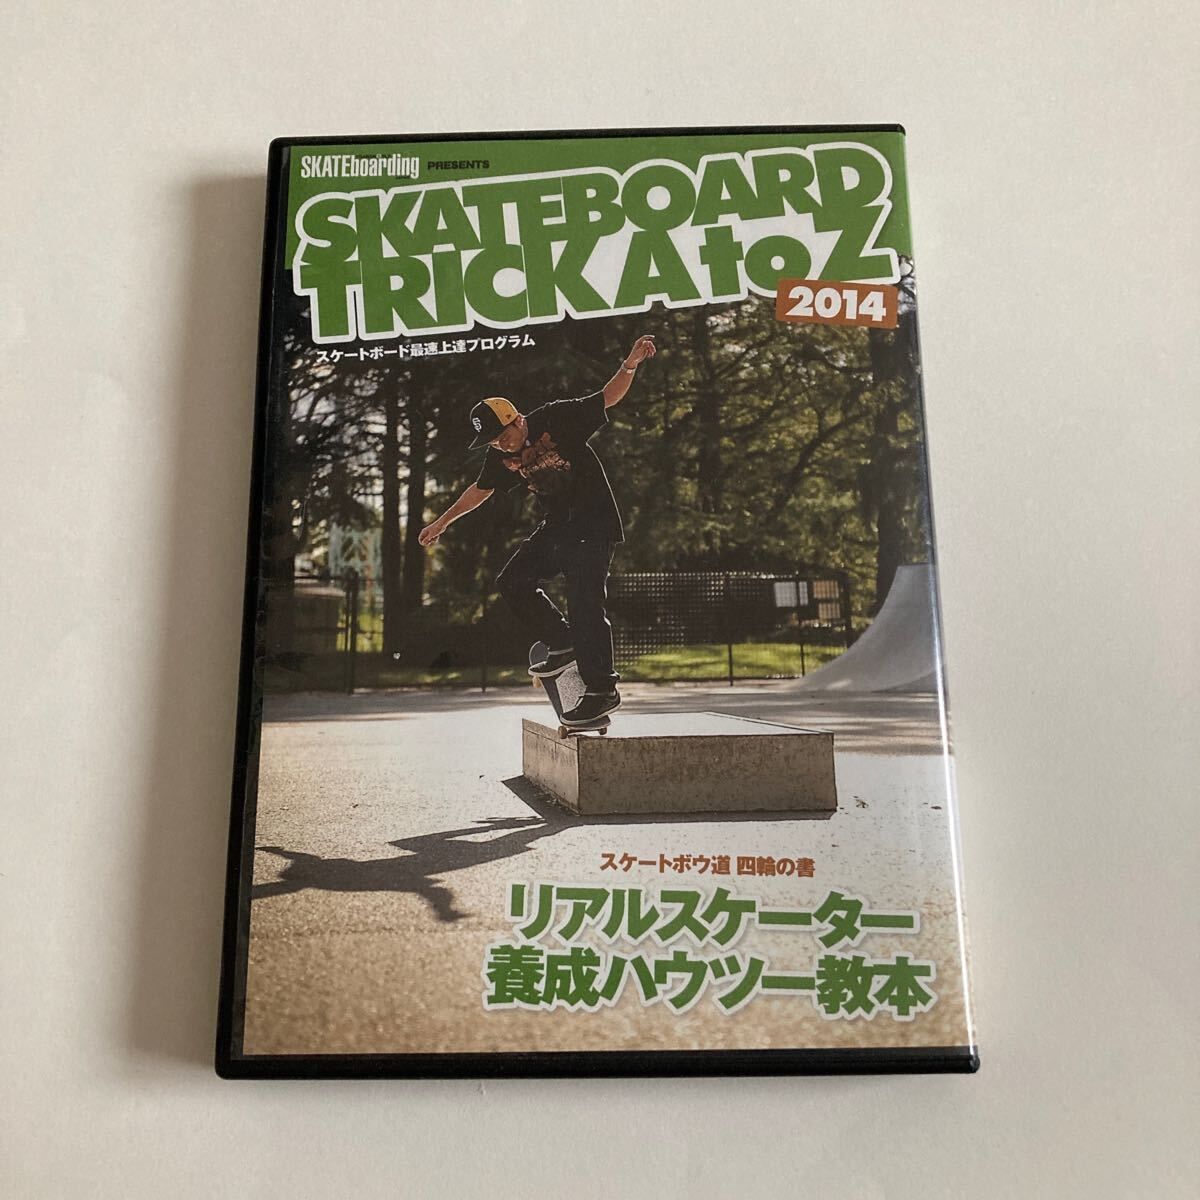 SKATEboarding PRESENTS
SKATEBOARD
TRICK A to Z
2014
スケートボード最速上達プログラム
スケートボウ道 四輪の書
リアルスケーター
養成ハウツー教本